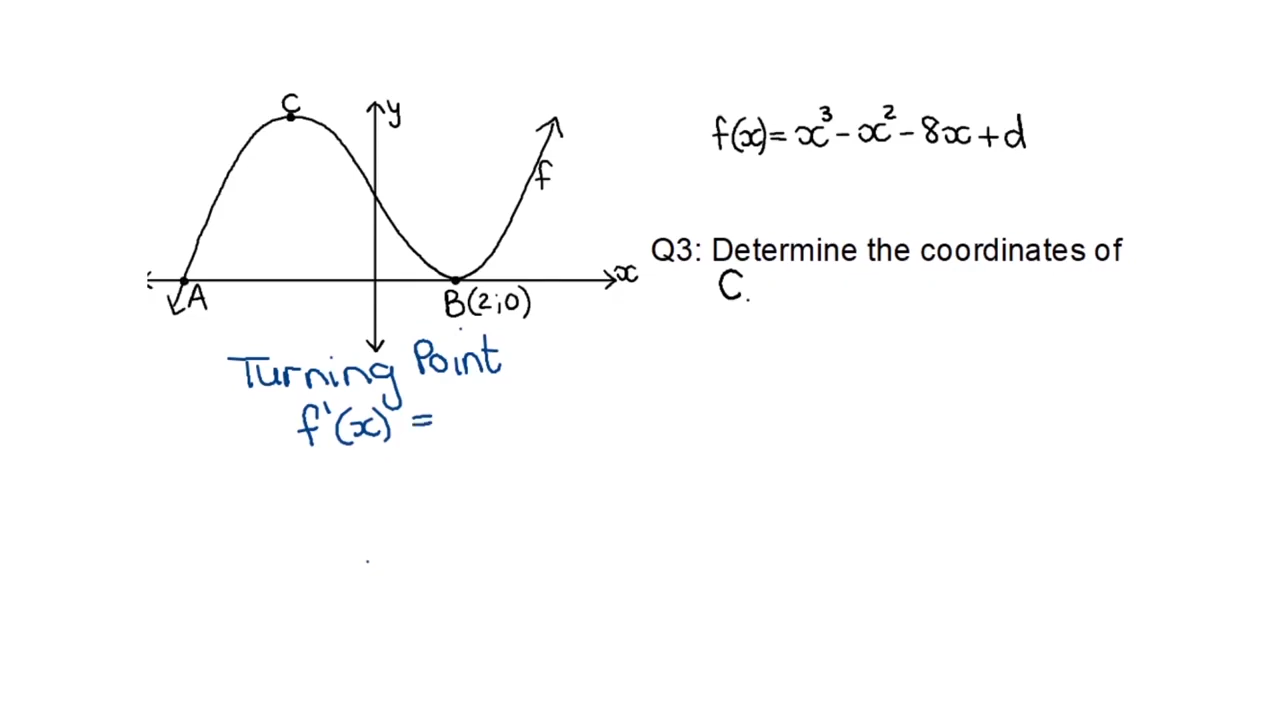 C
y
f
x
A
B(2;0)
f(x)= x³ - x² - 8x + d
Q3: Determine the coordinates of
C.
Turning Point
f'(x) =